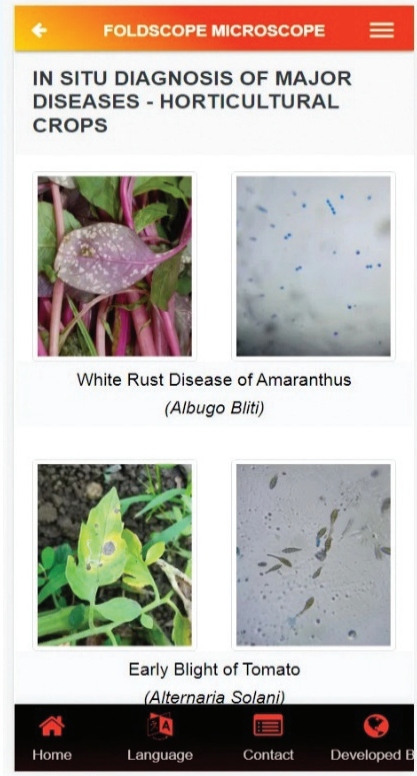 FOLDSCOPE MICROSCOPE
IN SITU DIAGNOSIS OF MAJOR
DISEASES - HORTICULTURAL
CROPS
White Rust Disease of Amaranthus
(Albugo Bliti)
Early Blight of Tomato
(Alternaria Solani)
Home Language Contact Developed B